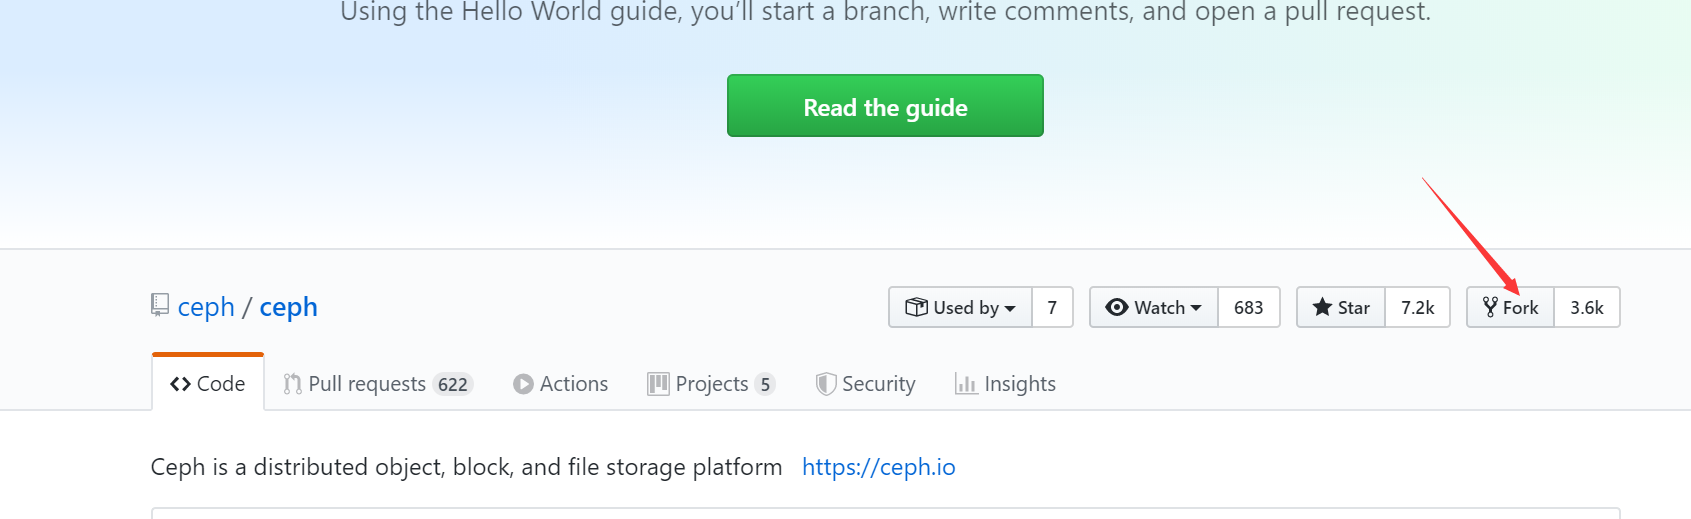 Using the Hello World guide, you’ll start a branch, write comments, and open a pull request.
Read the guide
ceph / ceph
Used by 7 Watch 683 Star 7.2k Fork 3.6k
Code Pull requests 622 Actions Projects 5 Security Insights
Ceph is a distributed object, block, and file storage platform https://ceph.io